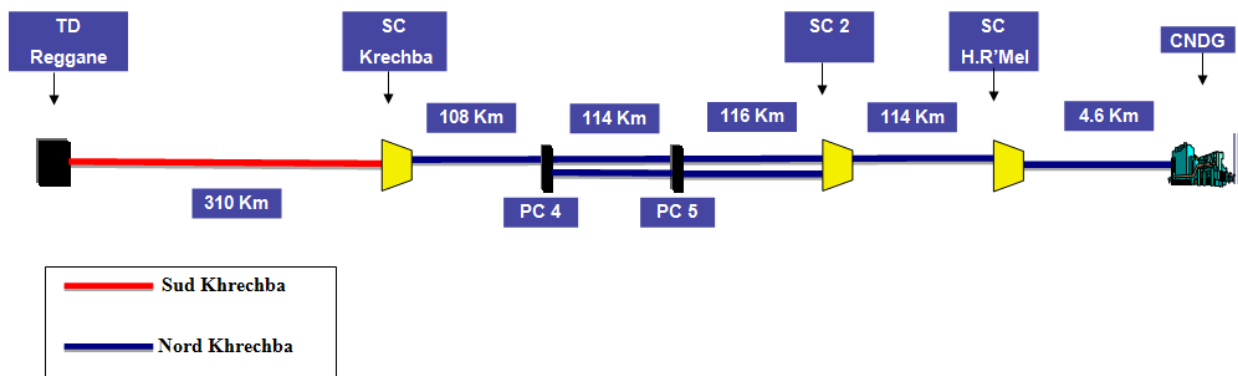 TD
Reggane
SC
Krechba
SC 2
SC
H.R'Mel
CNDG
108 Km
114 Km
116 Km
114 Km
4.6 Km
310 Km
PC 4
PC 5
Sud Khrechba
Nord Khrechba